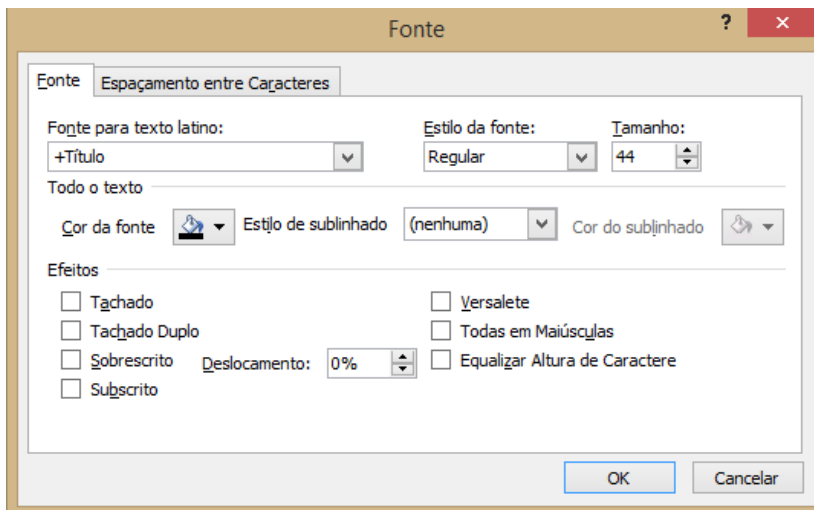 Fonte ? ×
Fonte Espaçamento entre Caracteres
Fonte para texto latino: Estilo da fonte: Tamanho:
+Título Regular 44
Todo o texto
Cor da fonte Estilo de sublinhado (nenhuma) Cor do sublinhado
Efeitos
Tachado Versalete
Tachado Duplo Todas em Maiúsculas
Sobrescrito Deslocamento: 0% Equalizar Altura de Caractere
Subscrito
OK Cancelar